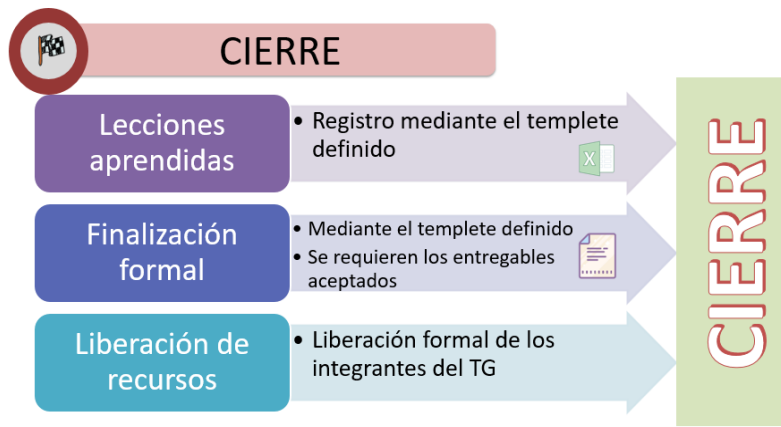 CIERRE
Lecciones
aprendidas
• Registro mediante el templete
definido
X
Finalización
formal
• Mediante el templete definido
• Se requieren los entregables
aceptados
Liberación de
recursos
• Liberación formal de los
integrantes del TG
CIERRE